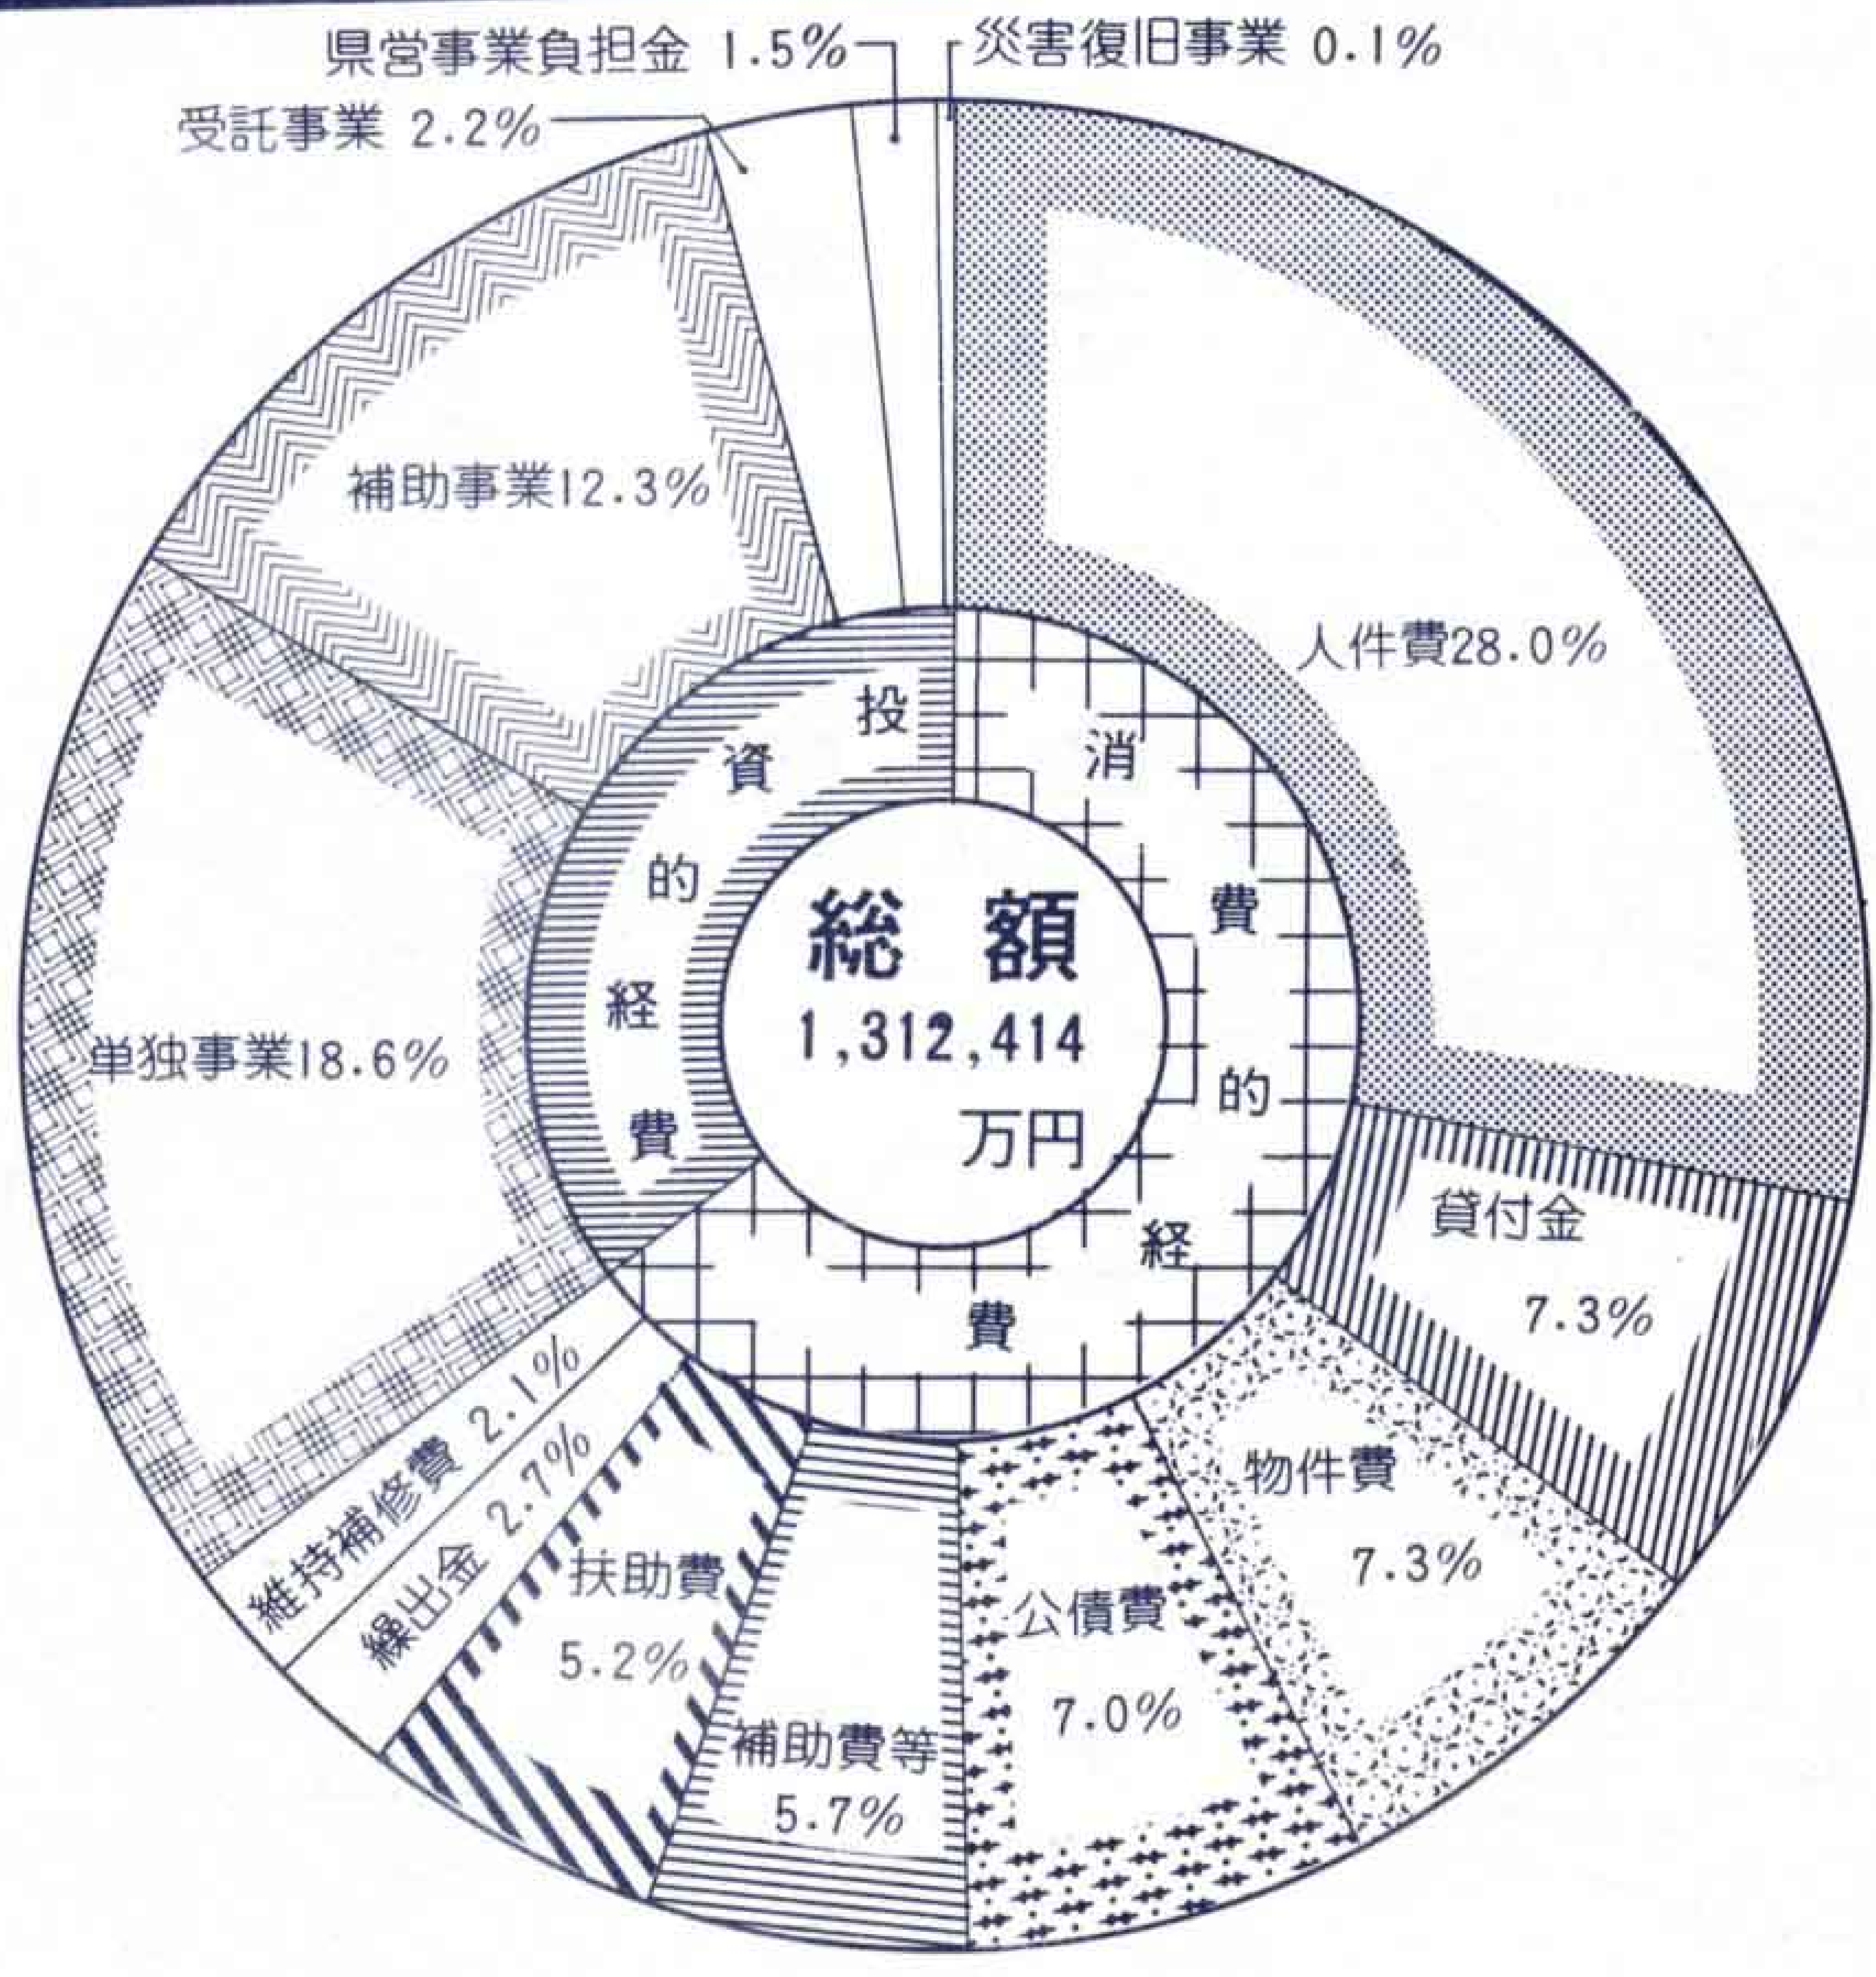 県営事業負担金 1.5%
災害復旧事業 0.1%
受託事業 2.2%
補助事業12.3%
人件費28.0%
単独事業18.6%
貸付金
7.3%
物件費
7.3%
公債費
7.0%
補助費等
5.7%
扶助費
5.2%
繰出金 2.7%
維持補修費 2.1%
投資的経費
消費的経費
総額
1,312,414
万円